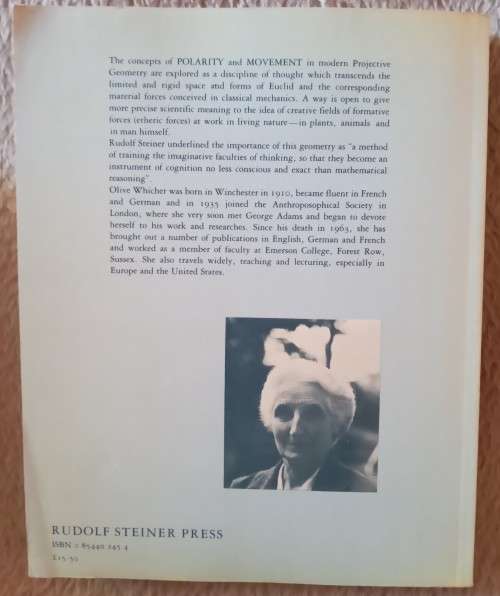 The concepts of POLARITY and MOVEMENT in modern Projective
Geometry are explored as a discipline of thought which transcends the
limited and rigid space and forms of Euclid and the corresponding
material forces conceived in classical mechanics. A way is open to give
more precise scientific meaning to the idea of creative fields of formative
forces (etheric forces) at work in living nature—in plants, animals and
in man himself.
Rudolf Steiner underlined the importance of this geometry as "a method
of training the imaginative faculties of thinking, so that they become an
instrument of cognition no less conscious and exact than mathematical
reasoning"
Olive Whicher was born in Winchester in 1910, became fluent in French
and German and in 1935 joined the Anthroposophical Society in
London, where she very soon met George Adams and began to devote
herself to his work and researches. Since his death in 1963, she has
brought out a number of publications in English, German and French
and worked as a member of faculty at Emerson College, Forest Row,
Sussex. She also travels widely, teaching and lecturing, especially in
Europe and the United States.
RUDOLF STEINER PRESS
ISBN 0 85440 245 4
£15.50